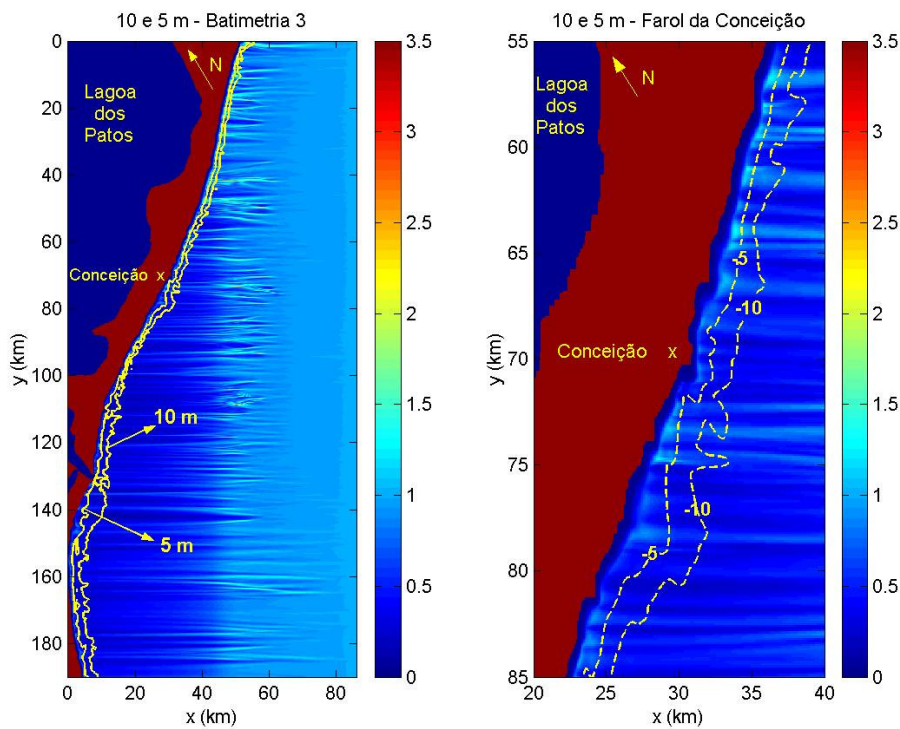 10 e 5 m - Batimetria 3
0
20
40
60
80
100
120
140
160
180
y (km)
N
Lagoa
dos
Patos
Conceição x
10 m
5 m
0
20
40
60
80
x (km)
3.5
3
2.5
2
1.5
1
0.5
0
10 e 5 m - Farol da Conceição
55
60
65
70
75
80
85
y (km)
N
Lagoa
dos
Patos
-5
-10
Conceição x
-10
-5
20
25
30
35
40
x (km)
3.5
3
2.5
2
1.5
1
0.5
0